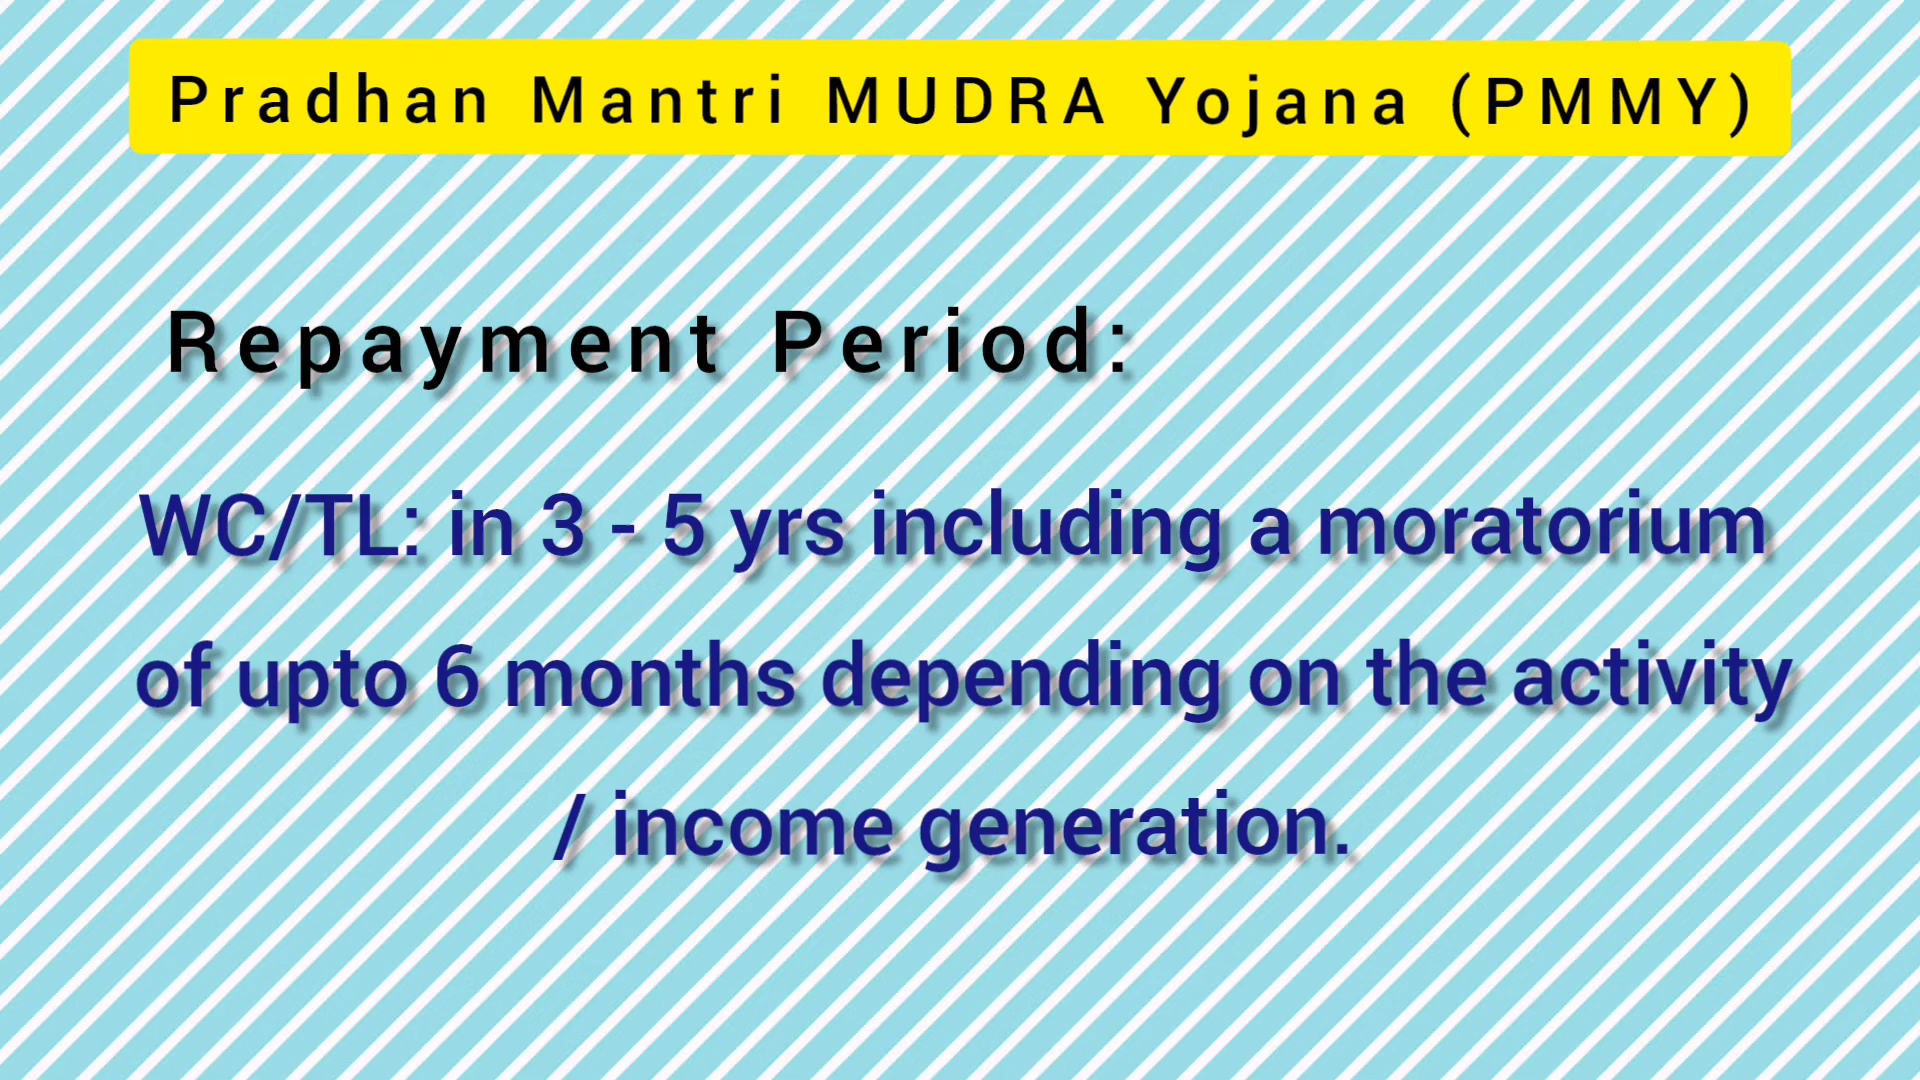 Pradhan Mantri MUDRA Yojana (PMMY)
Repayment Period:
WC/TL: in 3 - 5 yrs including a moratorium
of upto 6 months depending on the activity
/ income generation.